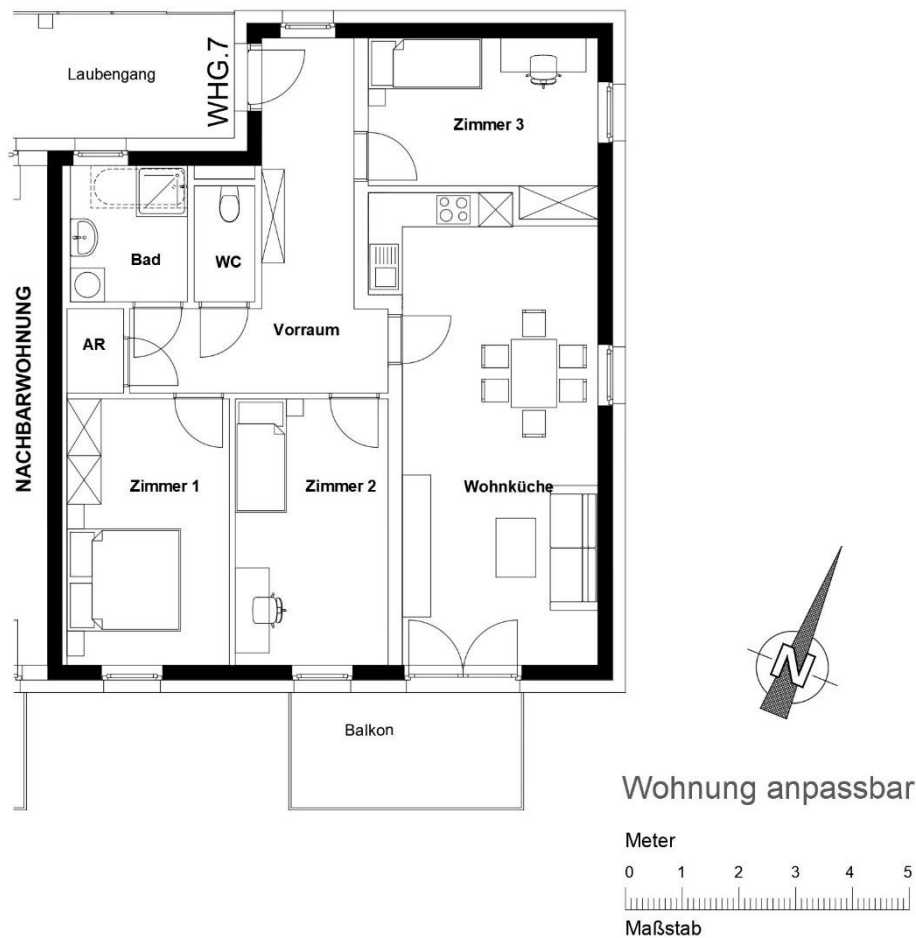 Laubengang
WHG.7
Zimmer 3
Bad
WC
NACHBARWOHNUNG
AR
Vorraum
Zimmer 1
Zimmer 2
Wohnküche
N
Balkon
Wohnung anpassbar
Meter
0 1 2 3 4 5
Maßstab